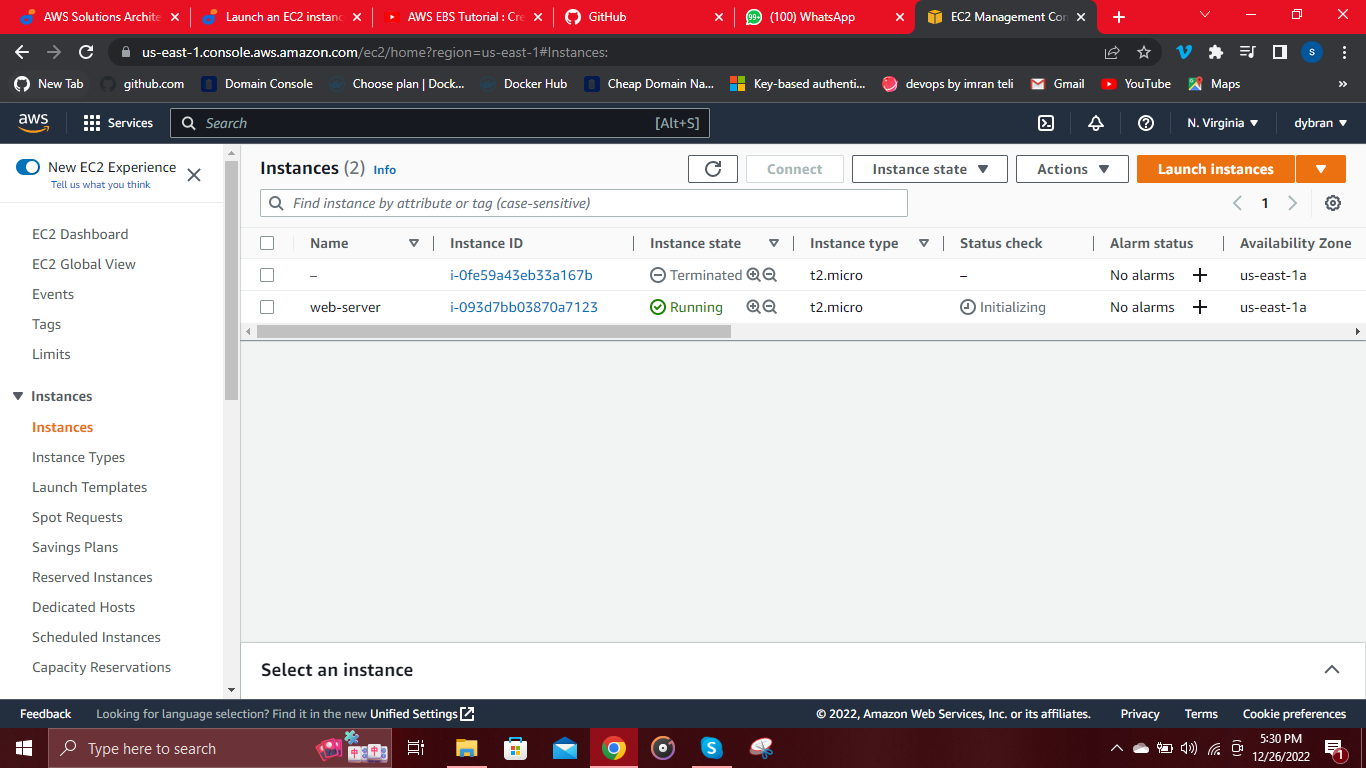 AWS Solutions Archite
Launch an EC2 instanc
AWS EBS Tutorial : Cre
GitHub
(100) WhatsApp
EC2 Management Con
us-east-1.console.aws.amazon.com/ec2/home?region=us-east-1#Instances:
S
New Tab
github.com
Domain Console
Choose plan | Dock...
Docker Hub
Cheap Domain Na...
Key-based authenti...
devops by imran teli
Gmail
YouTube
Maps
»
aws
Services
Search
[Alt+S]
N. Virginia
dybran
New EC2 Experience
Tell us what you think
EC2 Dashboard
EC2 Global View
Events
Tags
Limits
Instances
Instances
Instance Types
Launch Templates
Spot Requests
Savings Plans
Reserved Instances
Dedicated Hosts
Scheduled Instances
Capacity Reservations
Instances (2) Info
Connect
Instance state
Actions
Launch instances
Find instance by attribute or tag (case-sensitive)
1
Name Instance ID Instance state Instance type Status check Alarm status Availability Zone
– i-0fe59a43eb33a167b Terminated t2.micro – No alarms + us-east-1a
web-server i-093d7bb03870a7123 Running t2.micro Initializing No alarms + us-east-1a
Select an instance
Feedback
Looking for language selection? Find it in the new Unified Settings
© 2022, Amazon Web Services, Inc. or its affiliates.
Privacy
Terms
Cookie preferences
Type here to search
5:30 PM
12/26/2022
1